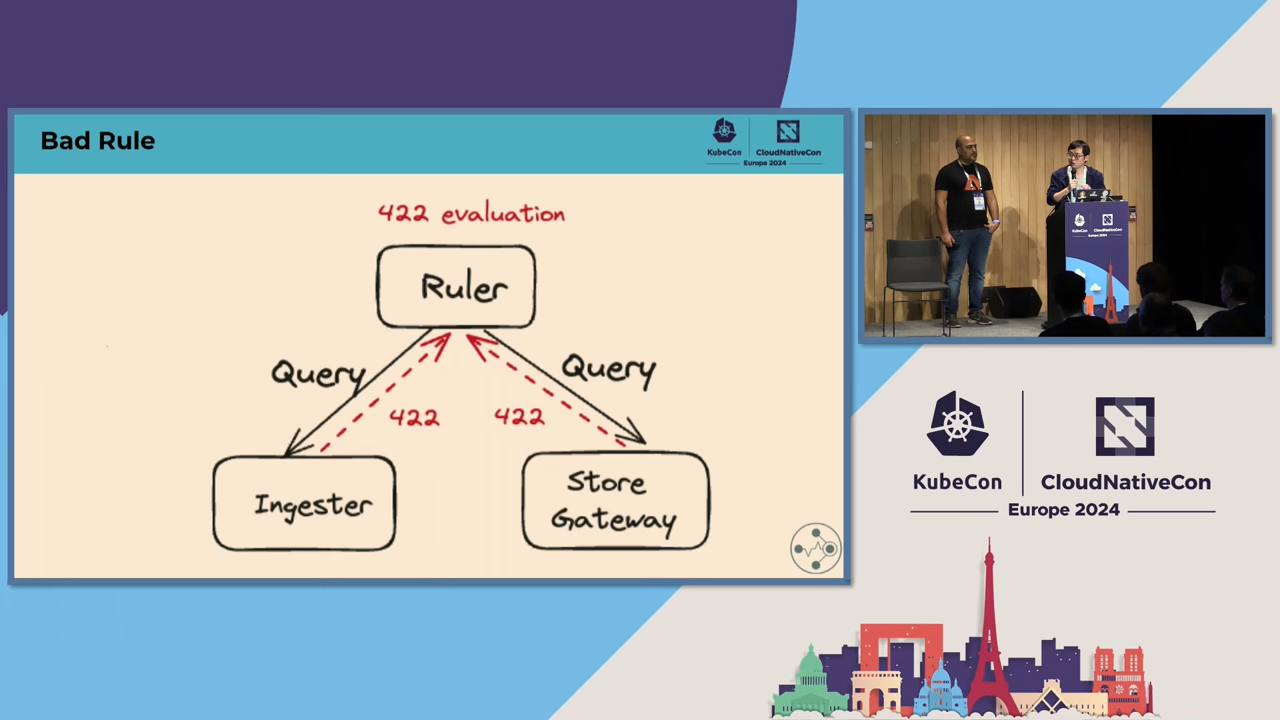 Bad Rule
KubeCon
CloudNativeCon
Europe 2024
422 evaluation
Ruler
Query
Query
422
422
Ingester
Store
Gateway
KubeCon
CloudNativeCon
Europe 2024